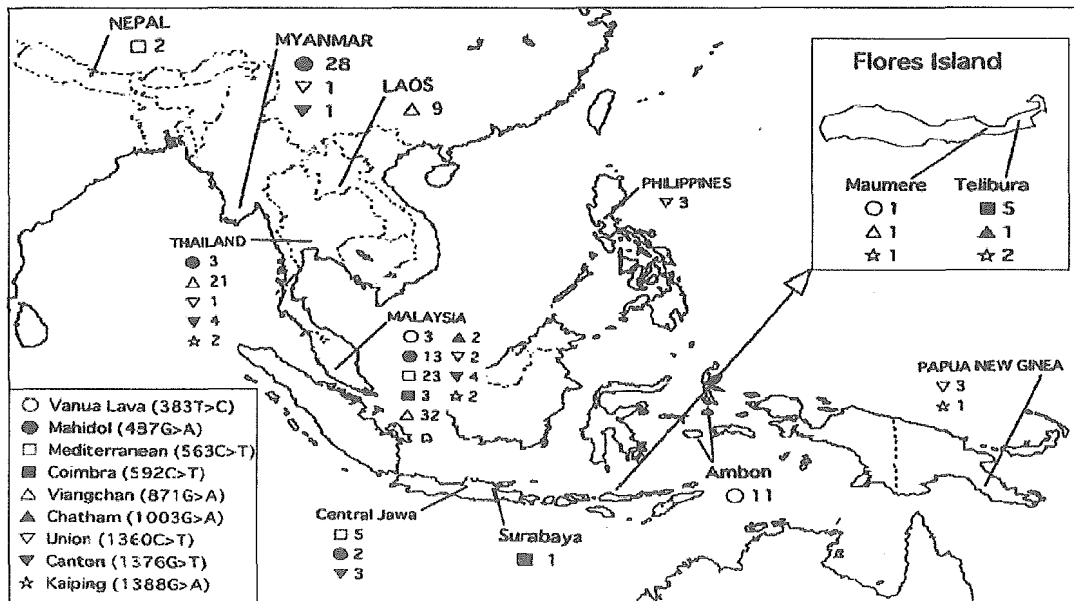 NEPAL
□ 2
MYANMAR
● 28
▽ 1
▼ 1
LAOS
△ 9
THAILAND
● 3
△ 21
▽ 1
▼ 4
☆ 2
MALAYSIA
○ 3 ▲ 2
● 13 ▽ 2
□ 23 ▼ 4
■ 3 ☆ 2
△ 32
PHILIPPINES
▽ 3
Flores Island
Maumere Telibura
○ 1 ■ 5
△ 1 ▲ 1
☆ 1 ☆ 2
PAPUA NEW GINEA
▽ 3
☆ 1
Ambon
○ 11
Central Jawa
□ 5
● 2
▼ 3
Surabaya
■ 1
○ Vanua Lava (383T>C)
● Mahidol (487G>A)
□ Mediterranean (563C>T)
■ Coimbra (592C>T)
△ Viangchan (871G>A)
▲ Chatham (1003G>A)
▽ Union (1360C>T)
▼ Canton (1376G>T)
☆ Kaiping (1388G>A)